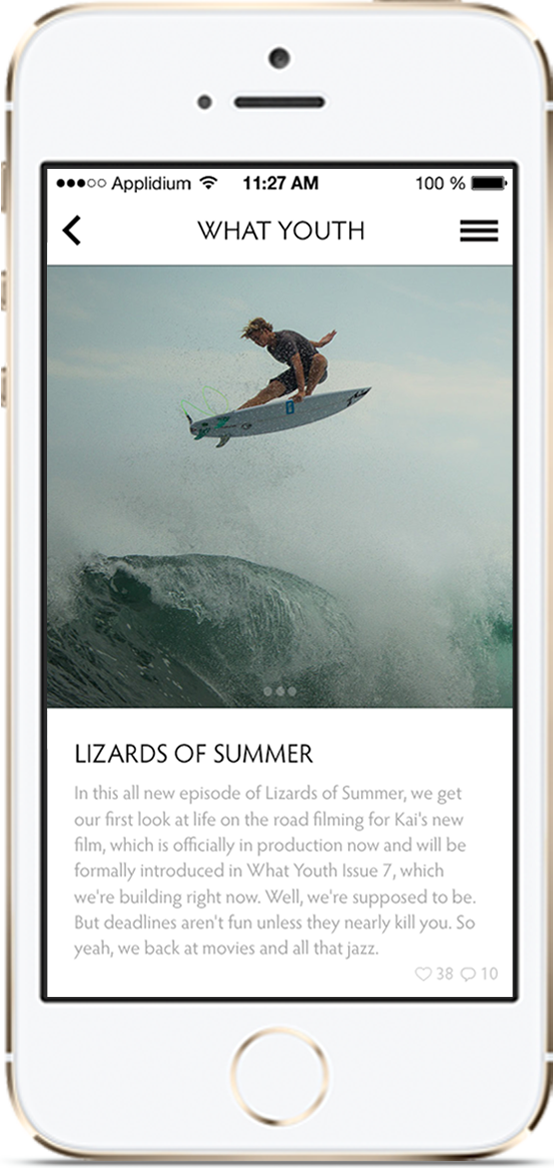 Applidium 11:27 AM 100 %
WHAT YOUTH
LIZARDS OF SUMMER
In this all new episode of Lizards of Summer, we get
our first look at life on the road filming for Kai's new
film, which is officially in production now and will be
formally introduced in What Youth Issue 7, which
we're building right now. Well, we're supposed to be.
But deadlines aren't fun unless they nearly kill you. So
yeah, we back at movies and all that jazz.
38 10